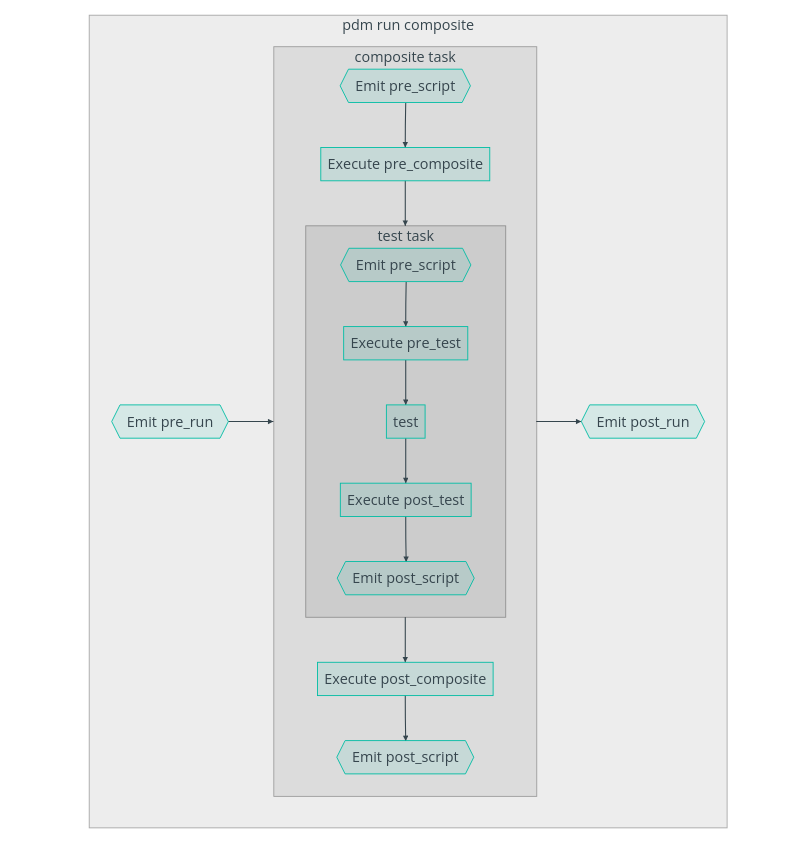 pdm run composite
composite task
Emit pre_script
Execute pre_composite
test task
Emit pre_script
Execute pre_test
Emit pre_run
test
Emit post_run
Execute post_test
Emit post_script
Execute post_composite
Emit post_script